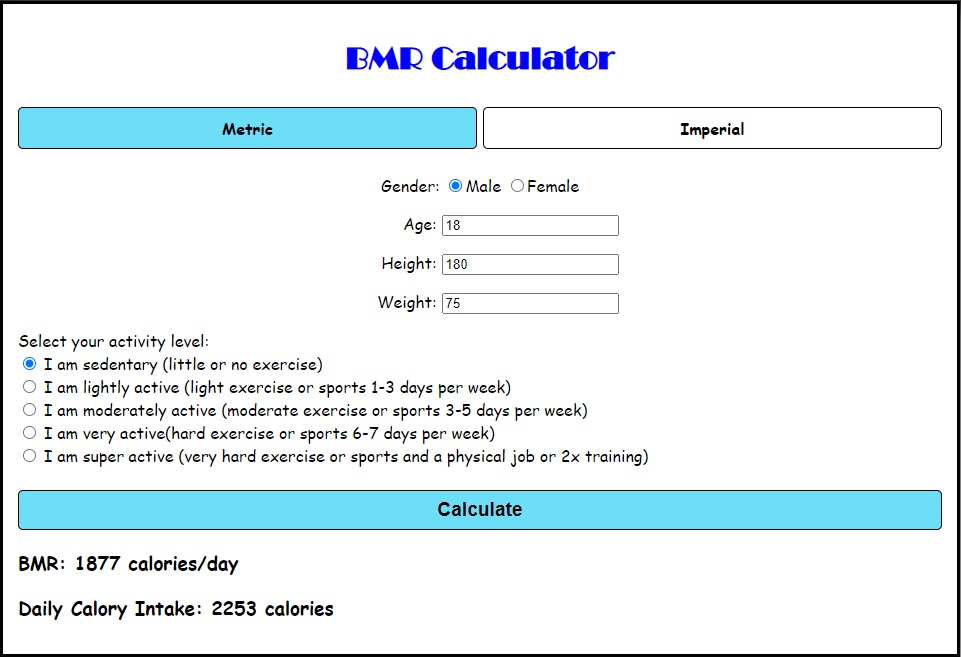 BMR Calculator
Metric Imperial
Gender: Male Female
Age: 18
Height: 180
Weight: 75
Select your activity level:
I am sedentary (little or no exercise)
I am lightly active (light exercise or sports 1-3 days per week)
I am moderately active (moderate exercise or sports 3-5 days per week)
I am very active(hard exercise or sports 6-7 days per week)
I am super active (very hard exercise or sports and a physical job or 2x training)
Calculate
BMR: 1877 calories/day
Daily Calory Intake: 2253 calories